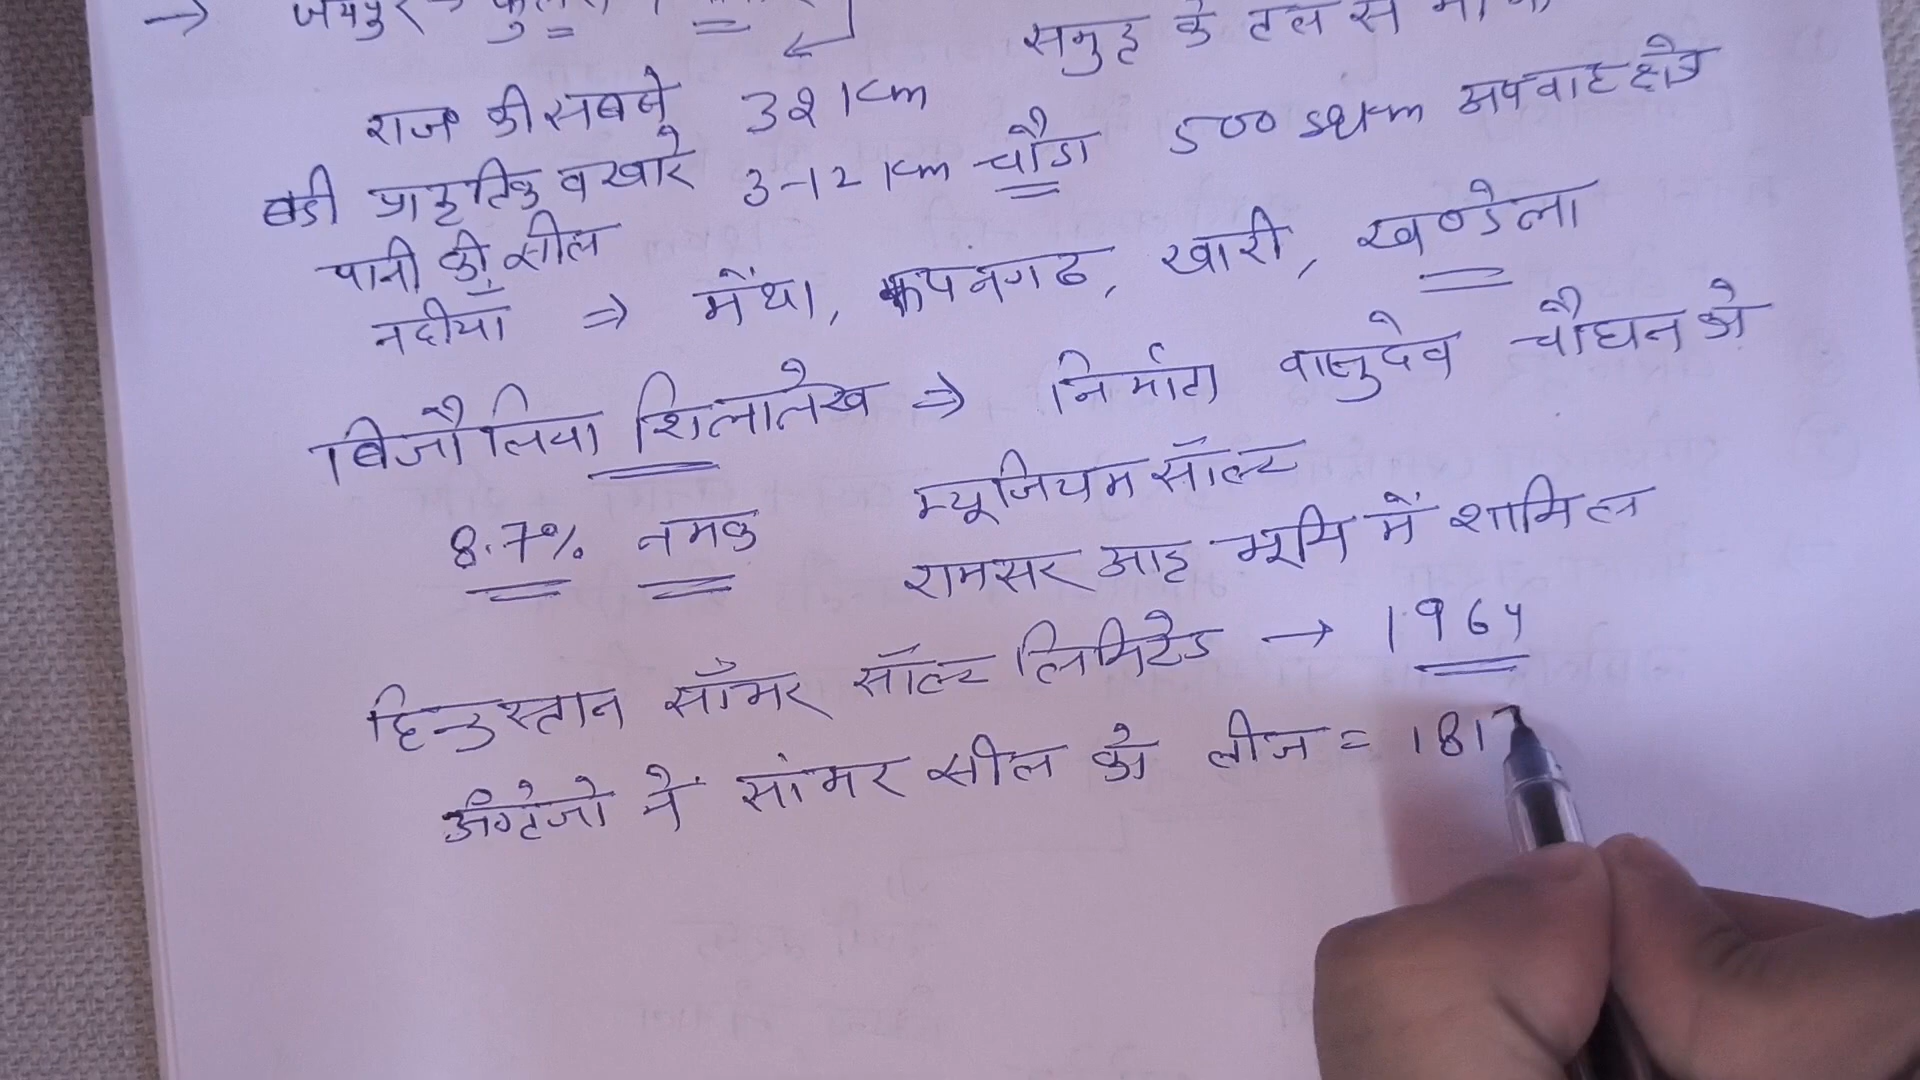 → जयपुर → समुद्र के तल से
राज की सबसे 32 Km
बडी प्राकृतिक व खारे 3-12 Km चौडा 500 sqkm अपवाह क्षेत्र
पानी की झील
नदीयाँ ⇒ मेंथा, रूपनगढ, खारी, खण्डेला
बिजौलिया शिलालेख ⇒ निर्माण वासुदेव चौहान ने
8.7% नमक म्यूजियम सॉल्ट
रामसर आद्र भूमि में शामिल
हिन्दुस्तान साँभर सॉल्ट लिमिटेड → 1964
अंग्रेजो ने सांभर झील को लीज = 181